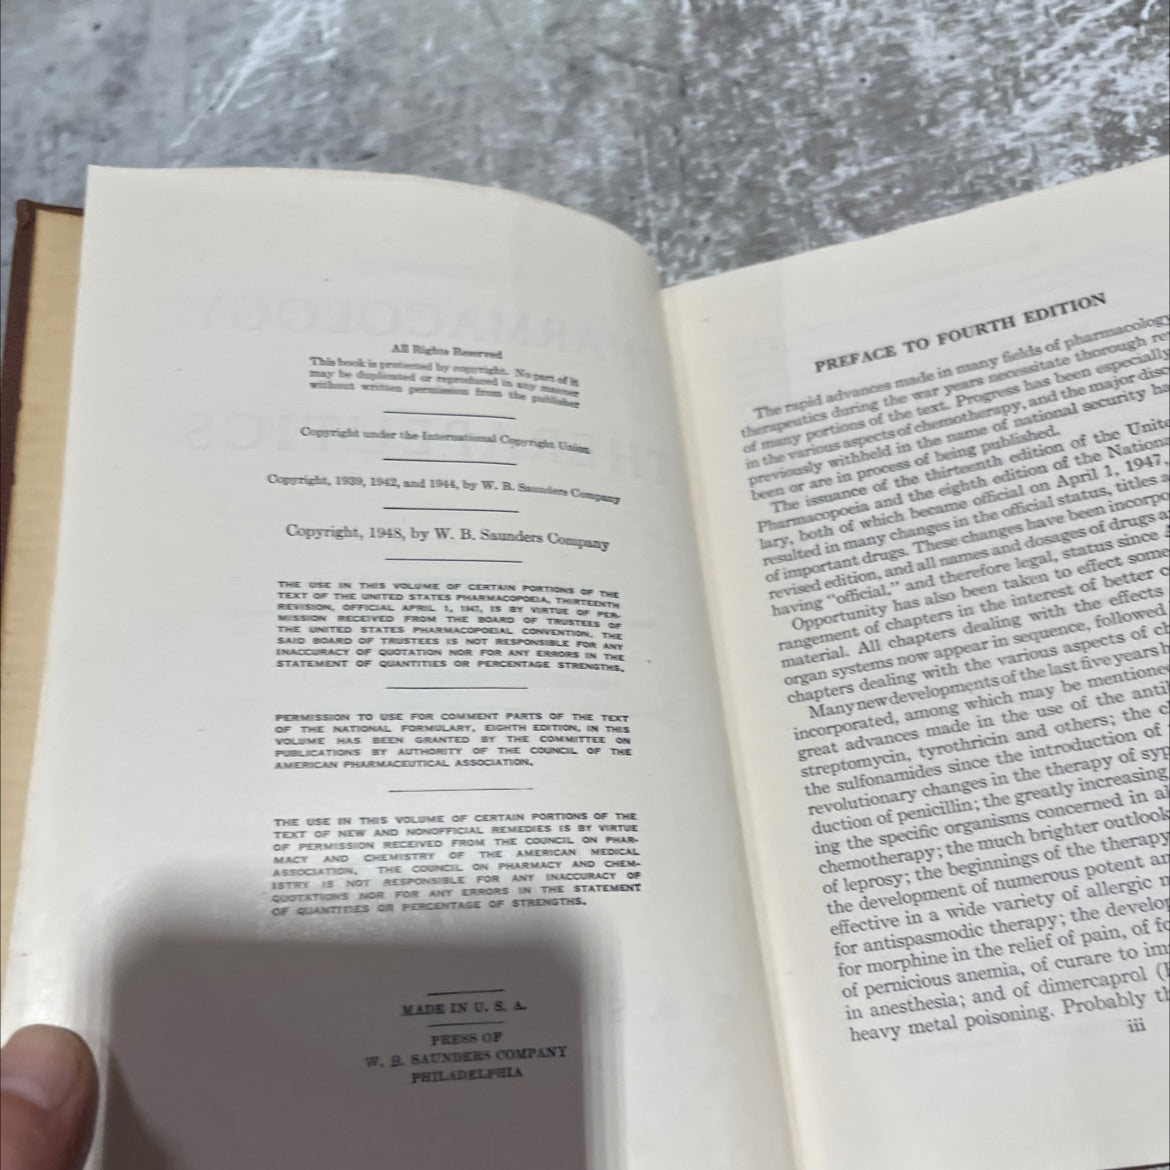 All Rights Reserved
This book is protected by copyright. No part of it
may be duplicated or reproduced in any manner
without written permission from the publisher
Copyright under the International Copyright Union
Copyright, 1939, 1942, and 1944, by W. B. Saunders Company
Copyright, 1948, by W. B. Saunders Company
THE USE IN THIS VOLUME OF CERTAIN PORTIONS OF THE
TEXT OF THE UNITED STATES PHARMACOPOEIA, THIRTEENTH
REVISION, OFFICIAL APRIL 1, 1947, IS BY VIRTUE OF PER-
MISSION RECEIVED FROM THE BOARD OF TRUSTEES OF
THE UNITED STATES PHARMACOPOEIAL CONVENTION. THE
SAID BOARD OF TRUSTEES IS NOT RESPONSIBLE FOR ANY
INACCURACY OF QUOTATION NOR FOR ANY ERRORS IN THE
STATEMENT OF QUANTITIES OR PERCENTAGE STRENGTHS.
PERMISSION TO USE FOR COMMENT PARTS OF THE TEXT
OF THE NATIONAL FORMULARY, EIGHTH EDITION, IN THIS
VOLUME HAS BEEN GRANTED BY THE COMMITTEE ON
PUBLICATIONS BY AUTHORITY OF THE COUNCIL OF THE
AMERICAN PHARMACEUTICAL ASSOCIATION.
THE USE IN THIS VOLUME OF CERTAIN PORTIONS OF THE
TEXT OF NEW AND NONOFFICIAL REMEDIES IS BY VIRTUE
OF PERMISSION RECEIVED FROM THE COUNCIL ON PHAR-
MACY AND CHEMISTRY OF THE AMERICAN MEDICAL
ASSOCIATION. THE COUNCIL ON PHARMACY AND CHEM-
ISTRY IS NOT RESPONSIBLE FOR ANY INACCURACY OF
QUOTATIONS NOR FOR ANY ERRORS IN THE STATEMENT
OF QUANTITIES OR PERCENTAGE OF STRENGTHS.
MADE IN U. S. A.
PRESS OF
W. B. SAUNDERS COMPANY
PHILADELPHIA
PREFACE TO FOURTH EDITION
The rapid advances made in many fields of pharmacology
therapeutics during the war years necessitate thorough
of many portions of the text. Progress has been especially
in the various aspects of chemotherapy, and the major
previously withheld in the name of national security
been or are in process of being published.
The issuance of the thirteenth edition of the
Pharmacopoeia and the eighth edition of the National
lary, both of which became official on April 1, 1947,
resulted in many changes in the official status, titles
of important drugs. These changes have been
revised edition, and all names and dosages of drugs
having "official," and therefore legal, status since
Opportunity has also been taken to effect some
rangement of chapters in the interest of better
material. All chapters dealing with the effects
organ systems now appear in sequence, followed
chapters dealing with the various aspects of
Many new developments of the last five years
incorporated, among which may be mentioned
great advances made in the use of the
streptomycin, tyrothricin and others; the
the sulfonamides since the introduction of
revolutionary changes in the therapy of
duction of penicillin; the greatly increasing
ing the specific organisms concerned in
chemotherapy; the much brighter outlook
of leprosy; the beginnings of the therapy
the development of numerous potent
effective in a wide variety of allergic
for antispasmodic therapy; the
for morphine in the relief of pain, of
of pernicious anemia, of curare to
in anesthesia; and of dimercaprol
heavy metal poisoning. Probably
iii